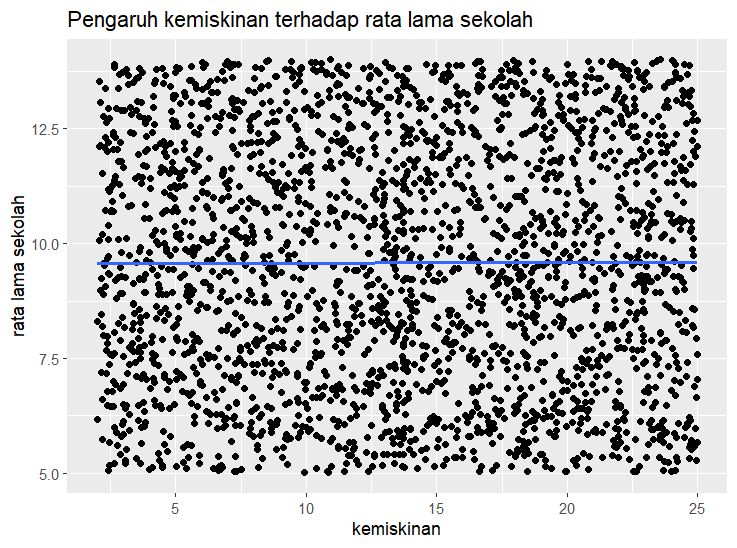 Pengaruh kemiskinan terhadap rata lama sekolah
12.5
10.0
7.5
5.0
rata lama sekolah
5 10 15 20 25
kemiskinan